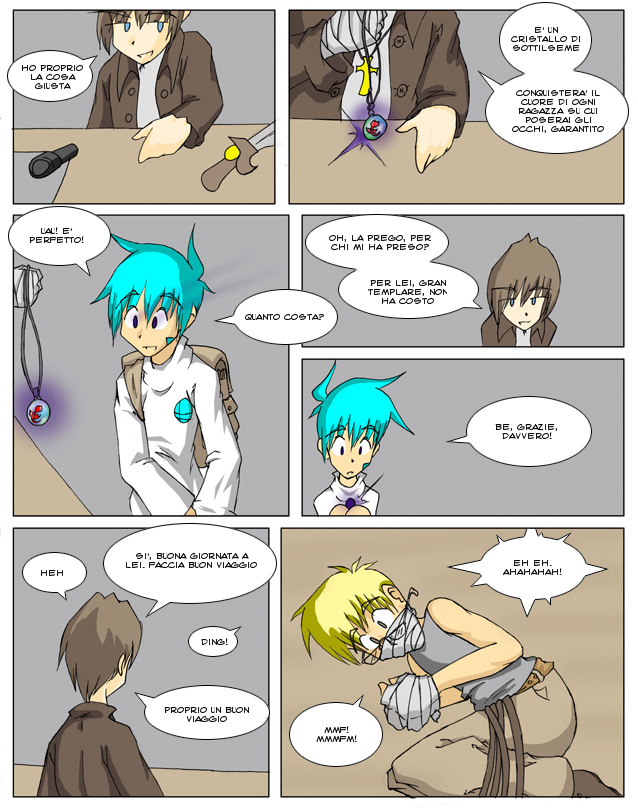 HO PROPRIO
LA COSA
GIUSTA
E' UN
CRISTALLO DI
SOTTILSEME
CONQUISTERA' IL
CUORE DI OGNI
RAGAZZA SU CUI
POSERAI GLI
OCCHI, GARANTITO
UAU! E'
PERFETTO!
QUANTO COSTA?
OH, LA PREGO, PER
CHI MI HA PRESO?
PER LEI, GRAN
TEMPLARE, NON
HA COSTO
BE, GRAZIE,
DAVVERO!
HEH
SI', BUONA GIORNATA A
LEI. FACCIA BUON VIAGGIO
DING!
PROPRIO UN BUON
VIAGGIO
EH EH.
AHAHAHAH!
MMF!
MMMFM!